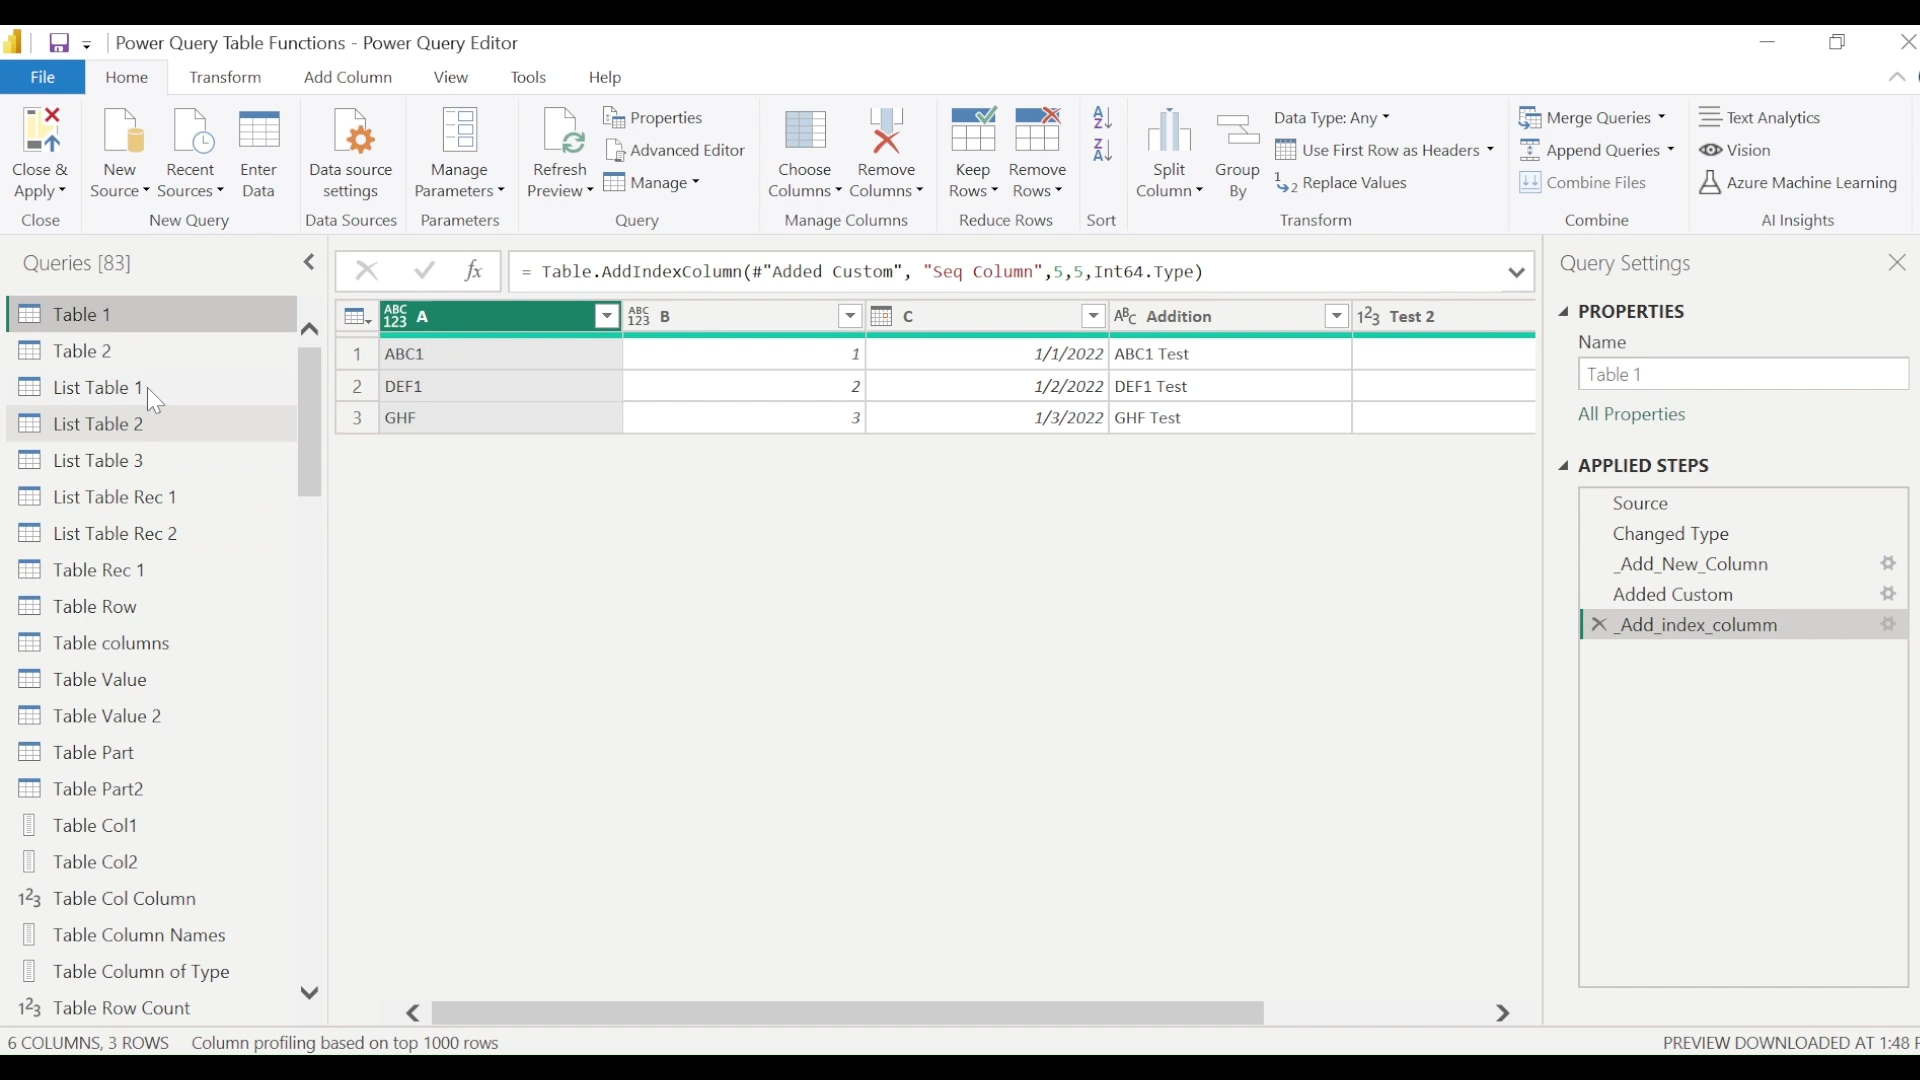 Power Query Table Functions - Power Query Editor
File Home Transform Add Column View Tools Help
Close & Apply
Close
New Source
Recent Sources
Enter Data
New Query
Data source settings
Data Sources
Manage Parameters
Parameters
Refresh Preview
Properties
Advanced Editor
Manage
Query
Choose Columns
Remove Columns
Manage Columns
Keep Rows
Remove Rows
Reduce Rows
Sort
Split Column
Group By
Data Type: Any
Use First Row as Headers
Replace Values
Transform
Merge Queries
Append Queries
Combine Files
Combine
Text Analytics
Vision
Azure Machine Learning
AI Insights
Queries [83]
Table 1
Table 2
List Table 1
List Table 2
List Table 3
List Table Rec 1
List Table Rec 2
Table Rec 1
Table Row
Table columns
Table Value
Table Value 2
Table Part
Table Part2
Table Col1
Table Col2
123 Table Col Column
Table Column Names
Table Column of Type
123 Table Row Count
fx = Table.AddIndexColumn(#"Added Custom", "Seq Column",5,5,Int64.Type)
ABC 123 A ABC 123 B C ABC Addition 123 Test 2
1 ABC1 1 1/1/2022 ABC1 Test
2 DEF1 2 1/2/2022 DEF1 Test
3 GHF 3 1/3/2022 GHF Test
Query Settings
PROPERTIES
Name
Table 1
All Properties
APPLIED STEPS
Source
Changed Type
_Add_New_Column
Added Custom
_Add_index_columm
6 COLUMNS, 3 ROWS Column profiling based on top 1000 rows
PREVIEW DOWNLOADED AT 1:48